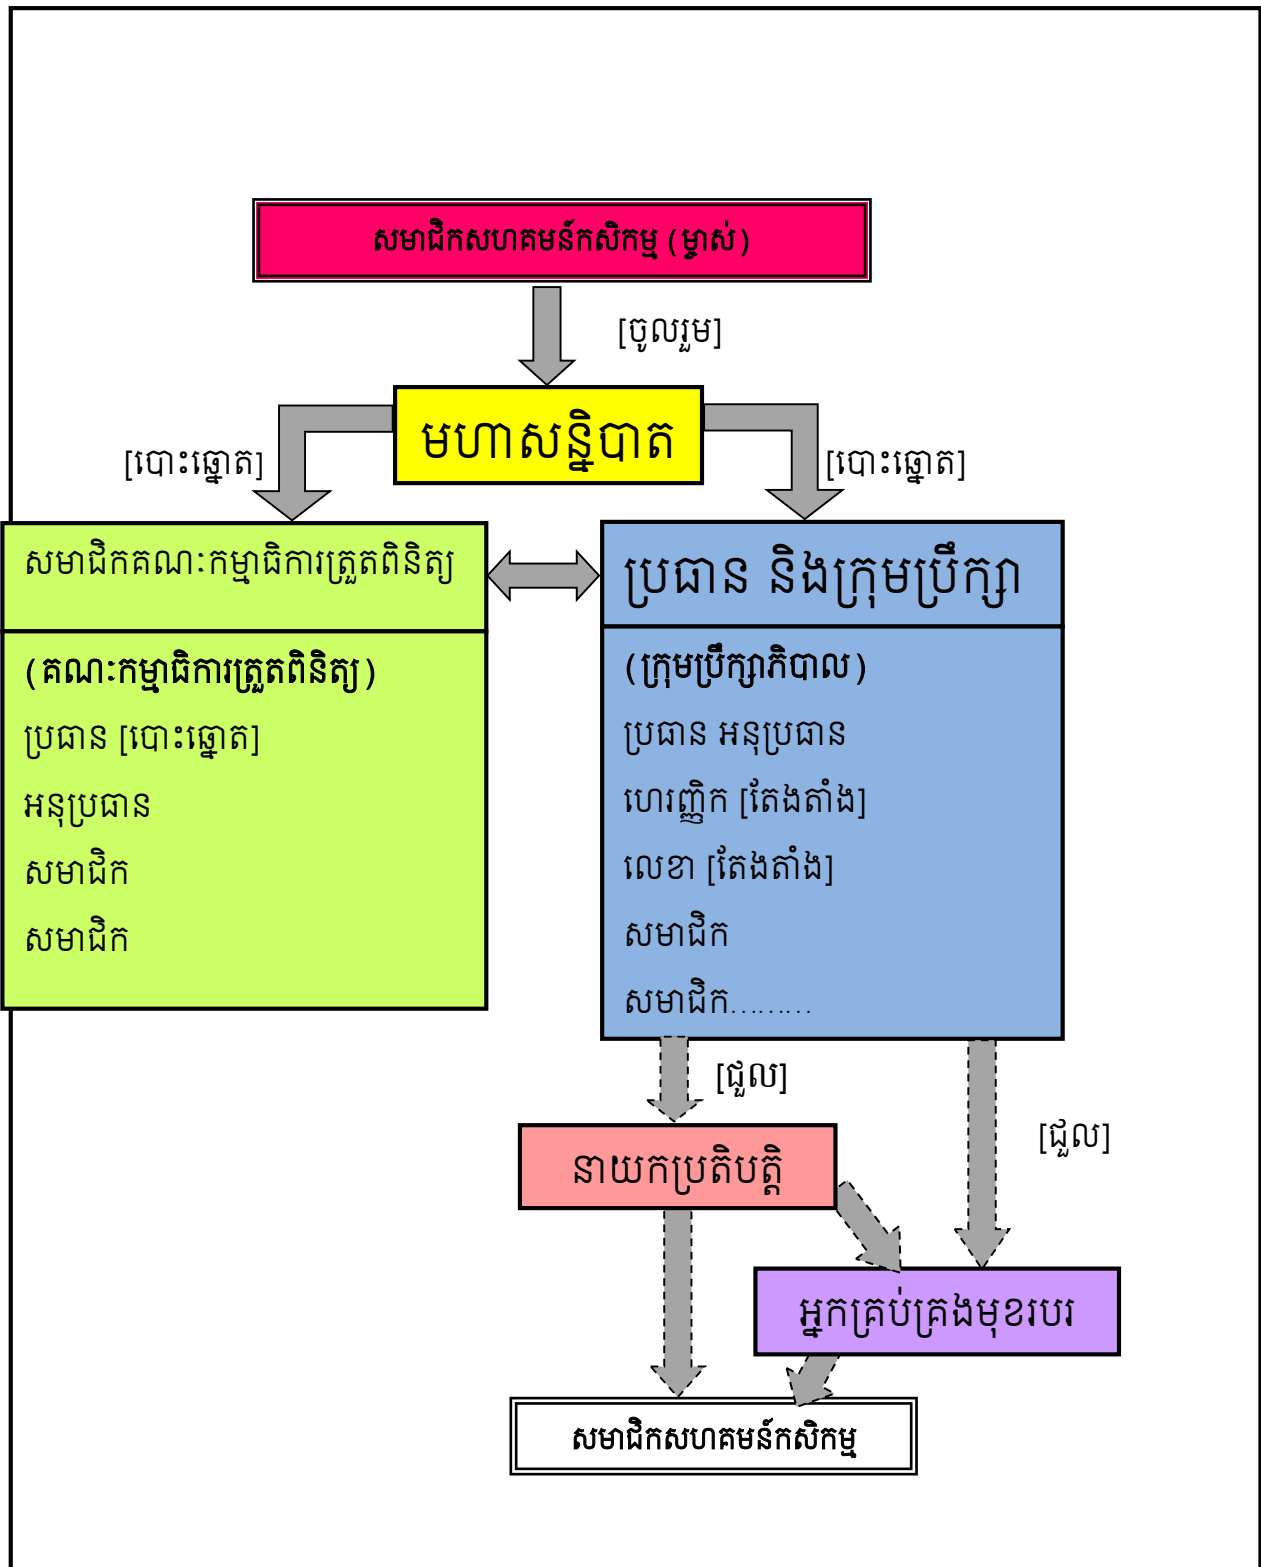 សមាជិកសហគមន៍កសិកម្ម (ម្ចាស់)
[ចូលរួម]
មហាសន្និបាត
[បោះឆ្នោត]
[បោះឆ្នោត]
សមាជិកគណៈកម្មាធិការត្រួតពិនិត្យ
(គណៈកម្មាធិការត្រួតពិនិត្យ)
ប្រធាន [បោះឆ្នោត]
អនុប្រធាន
សមាជិក
សមាជិក
ប្រធាន និងក្រុមប្រឹក្សា
(ក្រុមប្រឹក្សាភិបាល)
ប្រធាន អនុប្រធាន
ហេរញ្ញិក [តែងតាំង]
លេខា [តែងតាំង]
សមាជិក
សមាជិក.........
[ជួល]
[ជួល]
នាយកប្រតិបត្តិ
អ្នកគ្រប់គ្រងមុខរបរ
សមាជិកសហគមន៍កសិកម្ម